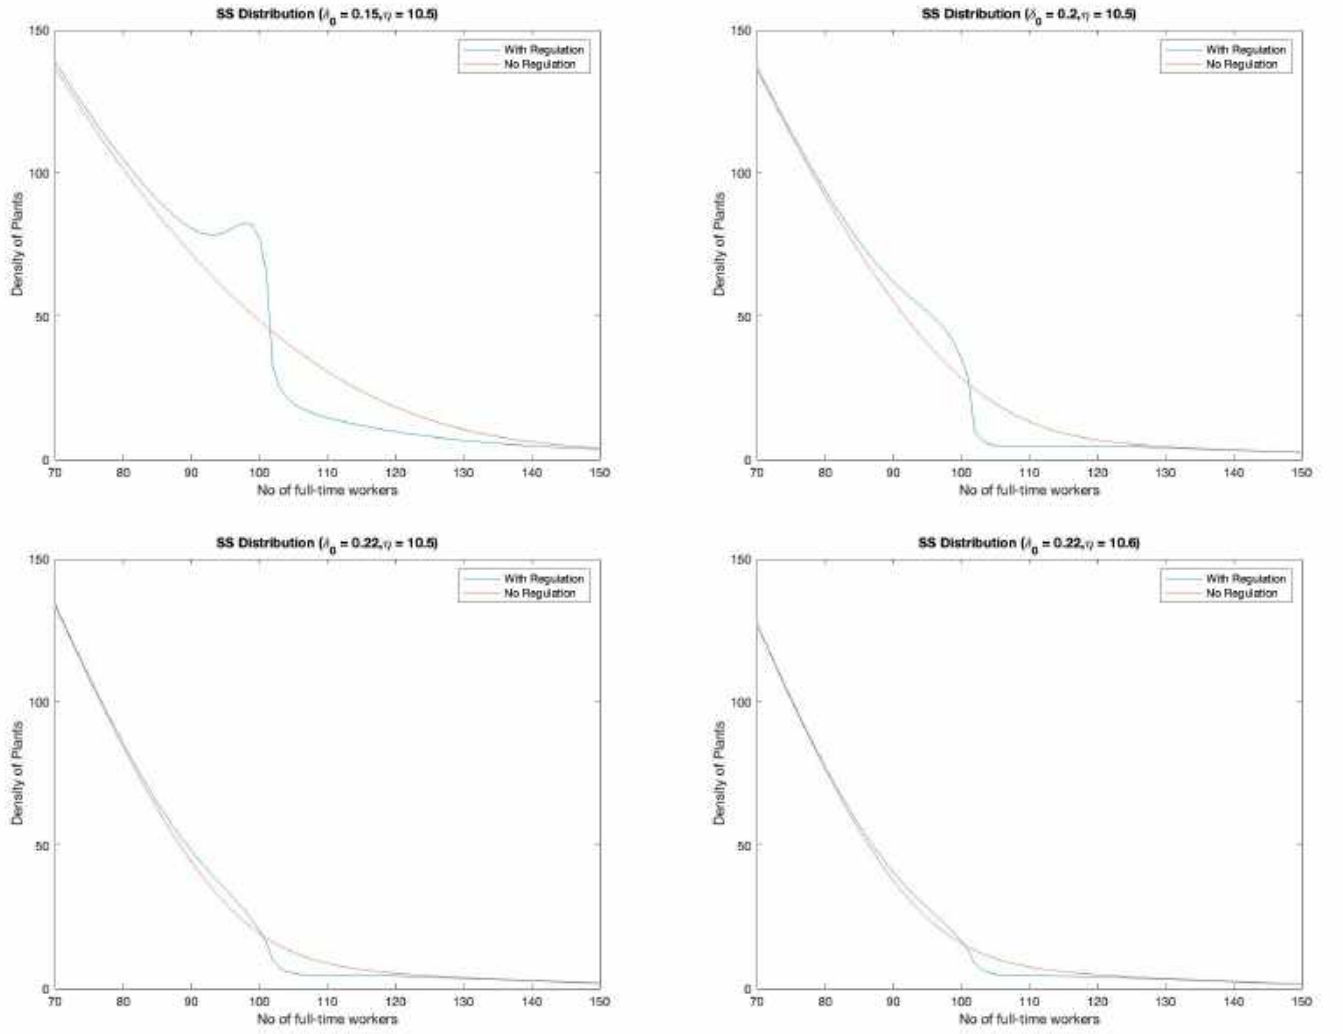 SS Distribution (δ0 = 0.15,η = 10.5)
150
100
50
0
Density of Plants
With Regulation
No Regulation
70 80 90 100 110 120 130 140 150
No of full-time workers
SS Distribution (δ0 = 0.2,η = 10.5)
150
100
50
0
Density of Plants
With Regulation
No Regulation
70 80 90 100 110 120 130 140 150
No of full-time workers
SS Distribution (δ0 = 0.22,η = 10.5)
150
100
50
0
Density of Plants
With Regulation
No Regulation
70 80 90 100 110 120 130 140 150
No of full-time workers
SS Distribution (δ0 = 0.22,η = 10.6)
150
100
50
0
Density of Plants
With Regulation
No Regulation
70 80 90 100 110 120 130 140 150
No of full-time workers